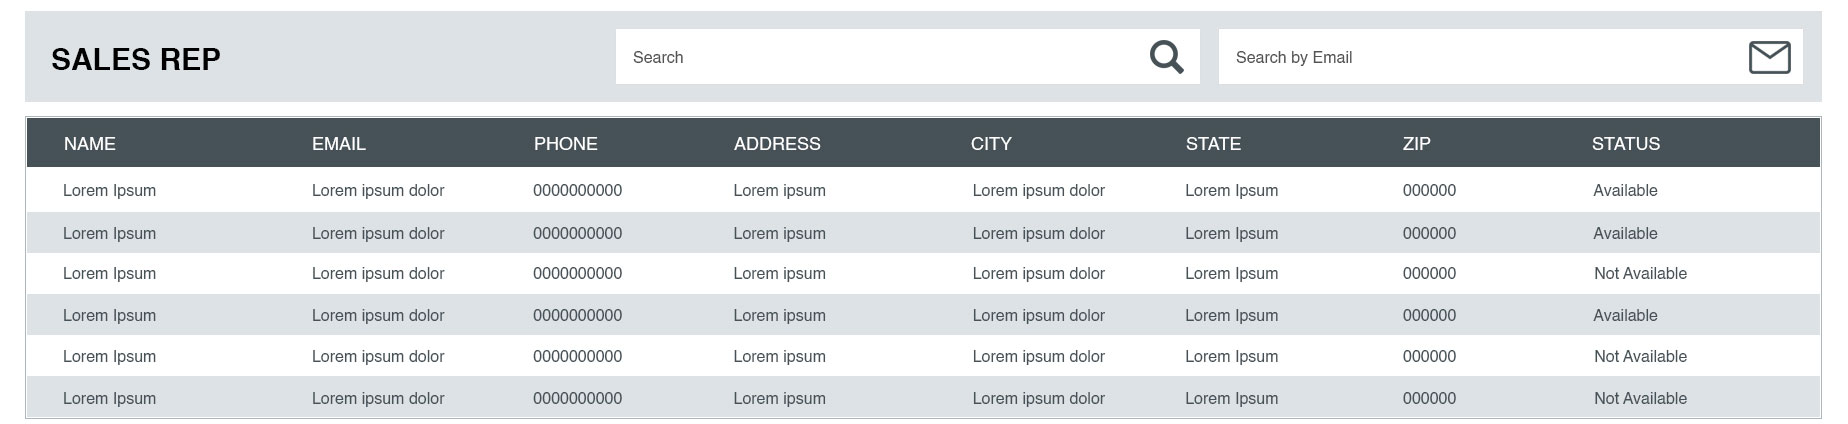 SALES REP Search Search by Email
NAME EMAIL PHONE ADDRESS CITY STATE ZIP STATUS
Lorem Ipsum Lorem ipsum dolor 0000000000 Lorem ipsum Lorem ipsum dolor Lorem Ipsum 000000 Available
Lorem Ipsum Lorem ipsum dolor 0000000000 Lorem ipsum Lorem ipsum dolor Lorem Ipsum 000000 Available
Lorem Ipsum Lorem ipsum dolor 0000000000 Lorem ipsum Lorem ipsum dolor Lorem Ipsum 000000 Not Available
Lorem Ipsum Lorem ipsum dolor 0000000000 Lorem ipsum Lorem ipsum dolor Lorem Ipsum 000000 Available
Lorem Ipsum Lorem ipsum dolor 0000000000 Lorem ipsum Lorem ipsum dolor Lorem Ipsum 000000 Not Available
Lorem Ipsum Lorem ipsum dolor 0000000000 Lorem ipsum Lorem ipsum dolor Lorem Ipsum 000000 Not Available